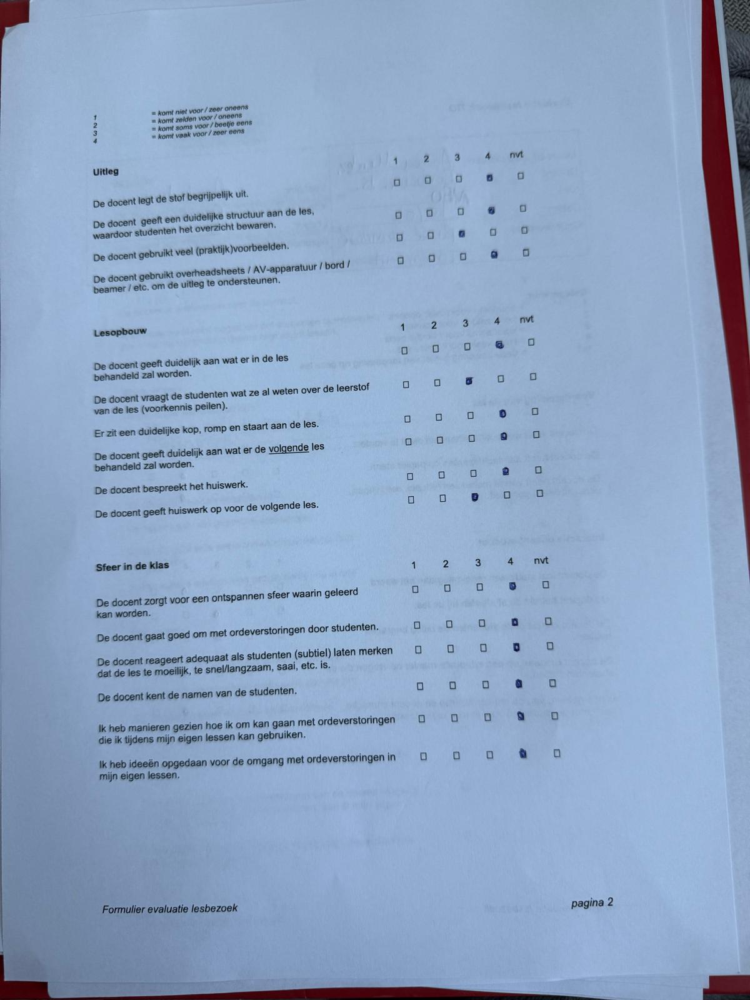 1 = komt niet voor / zeer oneens
2 = komt zelden voor / oneens
3 = komt soms voor / beetje eens
4 = komt vaak voor / zeer eens
Uitleg 1 2 3 4 nvt
De docent legt de stof begrijpelijk uit.
De docent geeft een duidelijke structuur aan de les,
waardoor studenten het overzicht bewaren.
De docent gebruikt veel (praktijk)voorbeelden.
De docent gebruikt overheadsheets / AV-apparatuur / bord /
beamer / etc. om de uitleg te ondersteunen.
Lesopbouw 1 2 3 4 nvt
De docent geeft duidelijk aan wat er in de les
behandeld zal worden.
De docent vraagt de studenten wat ze al weten over de leerstof
van de les (voorkennis peilen).
Er zit een duidelijke kop, romp en staart aan de les.
De docent geeft duidelijk aan wat er de volgende les
behandeld zal worden.
De docent bespreekt het huiswerk.
De docent geeft huiswerk op voor de volgende les.
Sfeer in de klas 1 2 3 4 nvt
De docent zorgt voor een ontspannen sfeer waarin geleerd
kan worden.
De docent gaat goed om met ordeverstoringen door studenten.
De docent reageert adequaat als studenten (subtiel) laten merken
dat de les te moeilijk, te snel/langzaam, saai, etc. is.
De docent kent de namen van de studenten.
Ik heb manieren gezien hoe ik om kan gaan met ordeverstoringen
die ik tijdens mijn eigen lessen kan gebruiken.
Ik heb ideeën opgedaan voor de omgang met ordeverstoringen in
mijn eigen lessen.
Formulier evaluatie lesbezoek pagina 2